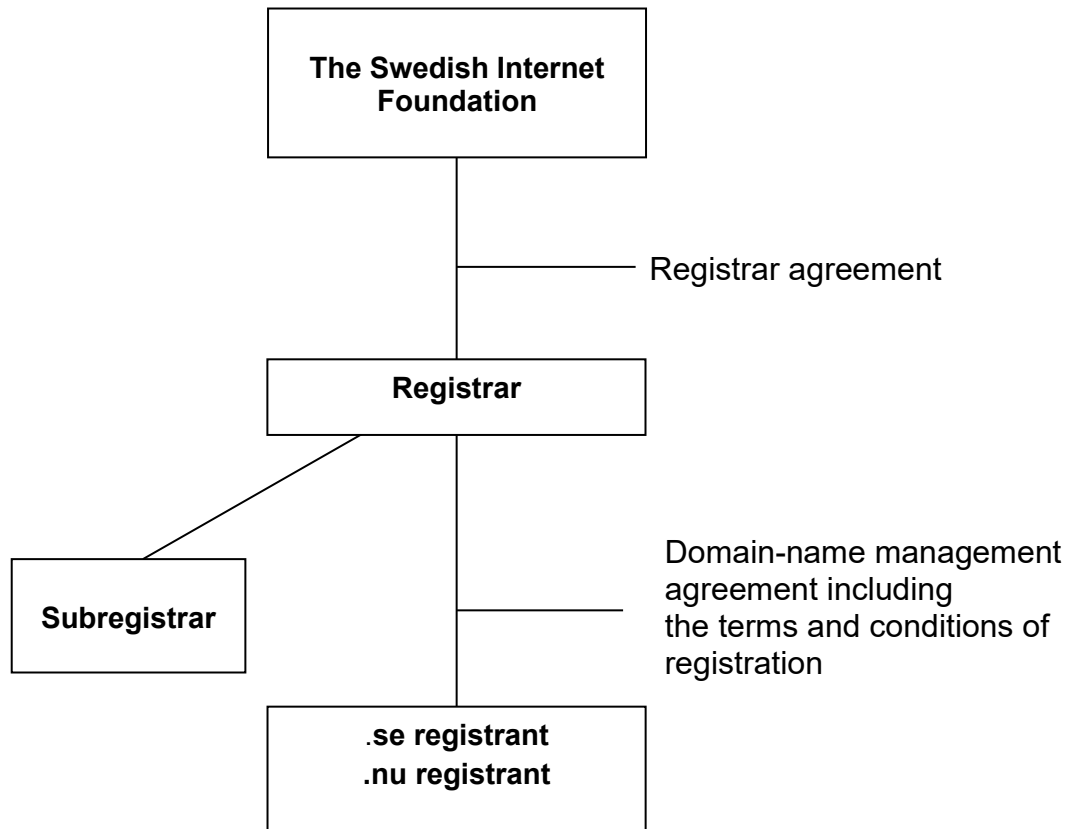 The Swedish Internet
Foundation
Registrar agreement
Registrar
Subregistrar
Domain-name management
agreement including
the terms and conditions of
registration
.se registrant
.nu registrant